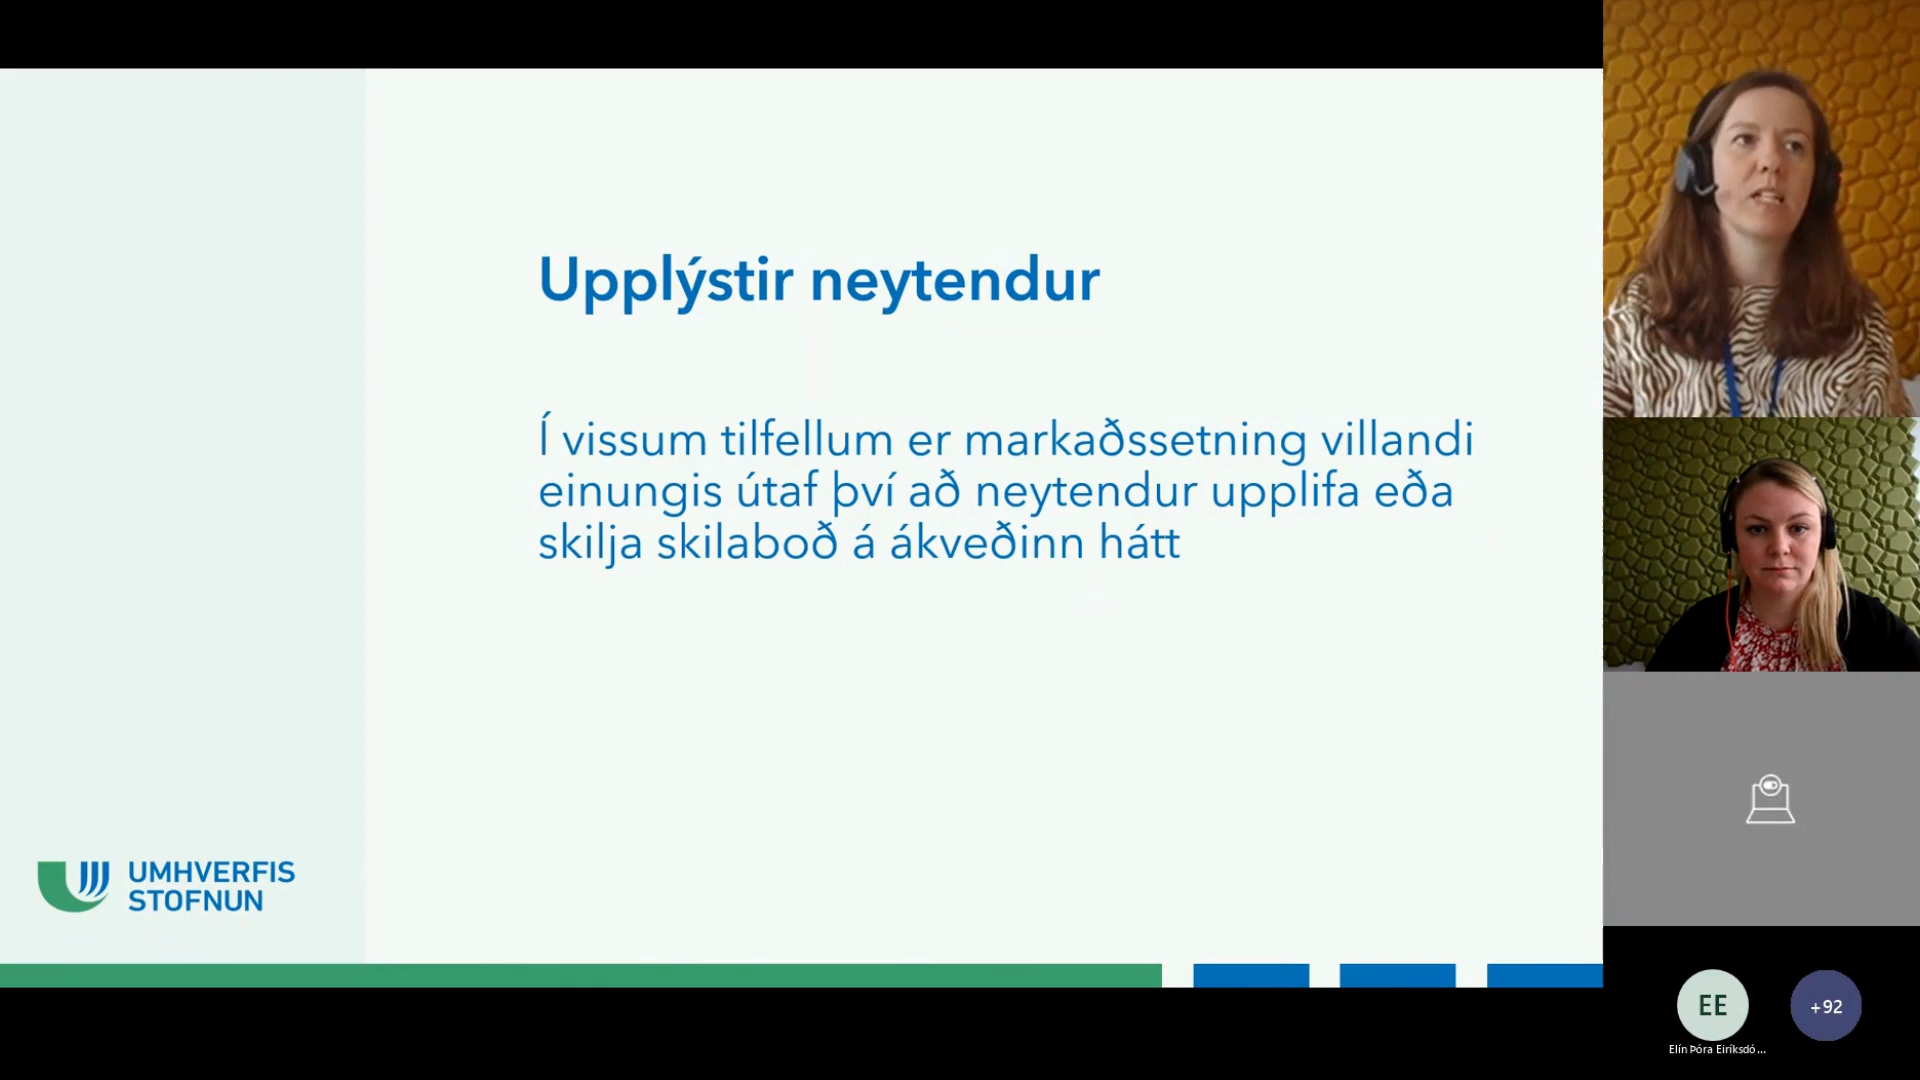 Upplýstir neytendur
Í vissum tilfellum er markaðssetning villandi
einungis útaf því að neytendur upplifa eða
skilja skilaboð á ákveðinn hátt
UMHVERFIS
STOFNUN
EE
+92
Elín Þóra Eiríksdó...